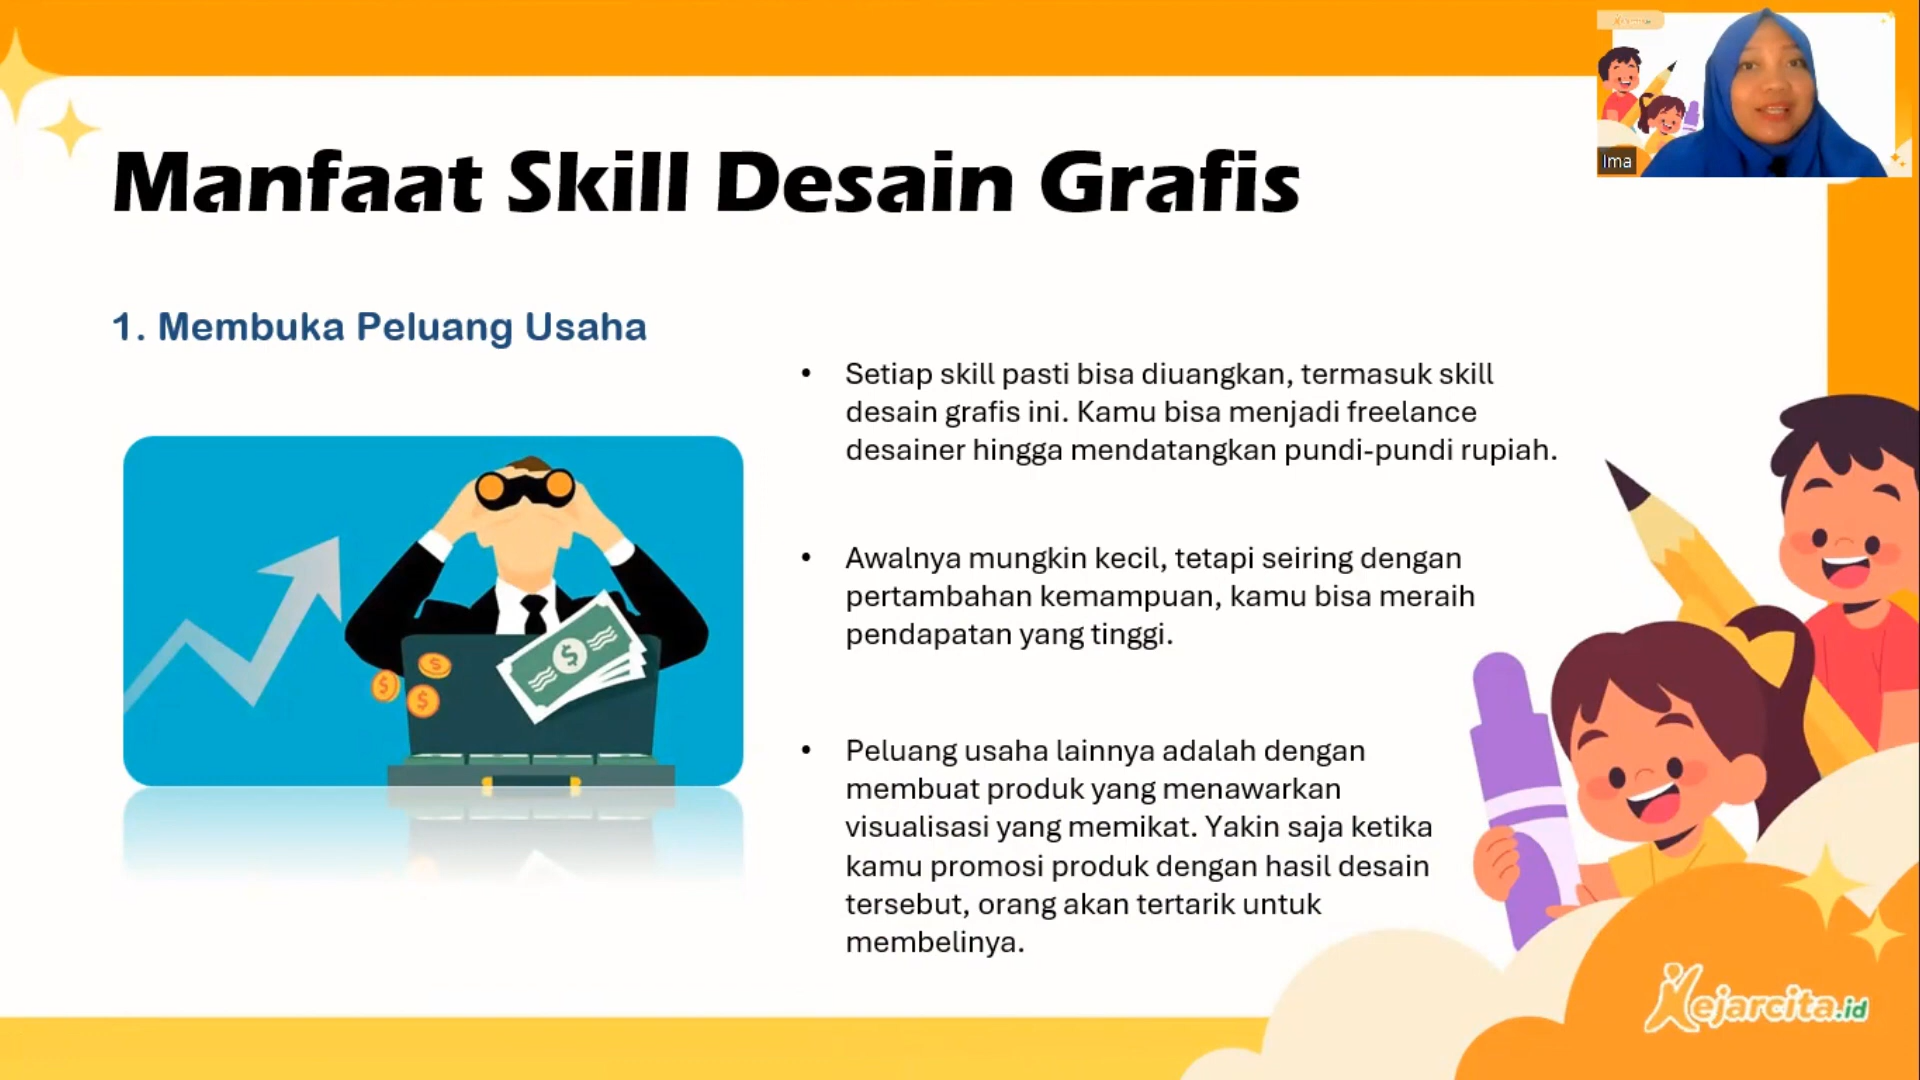 Manfaat Skill Desain Grafis
Ima
1. Membuka Peluang Usaha
• Setiap skill pasti bisa diuangkan, termasuk skill
desain grafis ini. Kamu bisa menjadi freelance
desainer hingga mendatangkan pundi-pundi rupiah.
• Awalnya mungkin kecil, tetapi seiring dengan
pertambahan kemampuan, kamu bisa meraih
pendapatan yang tinggi.
• Peluang usaha lainnya adalah dengan
membuat produk yang menawarkan
visualisasi yang memikat. Yakin saja ketika
kamu promosi produk dengan hasil desain
tersebut, orang akan tertarik untuk
membelinya.
Kejarcita.id